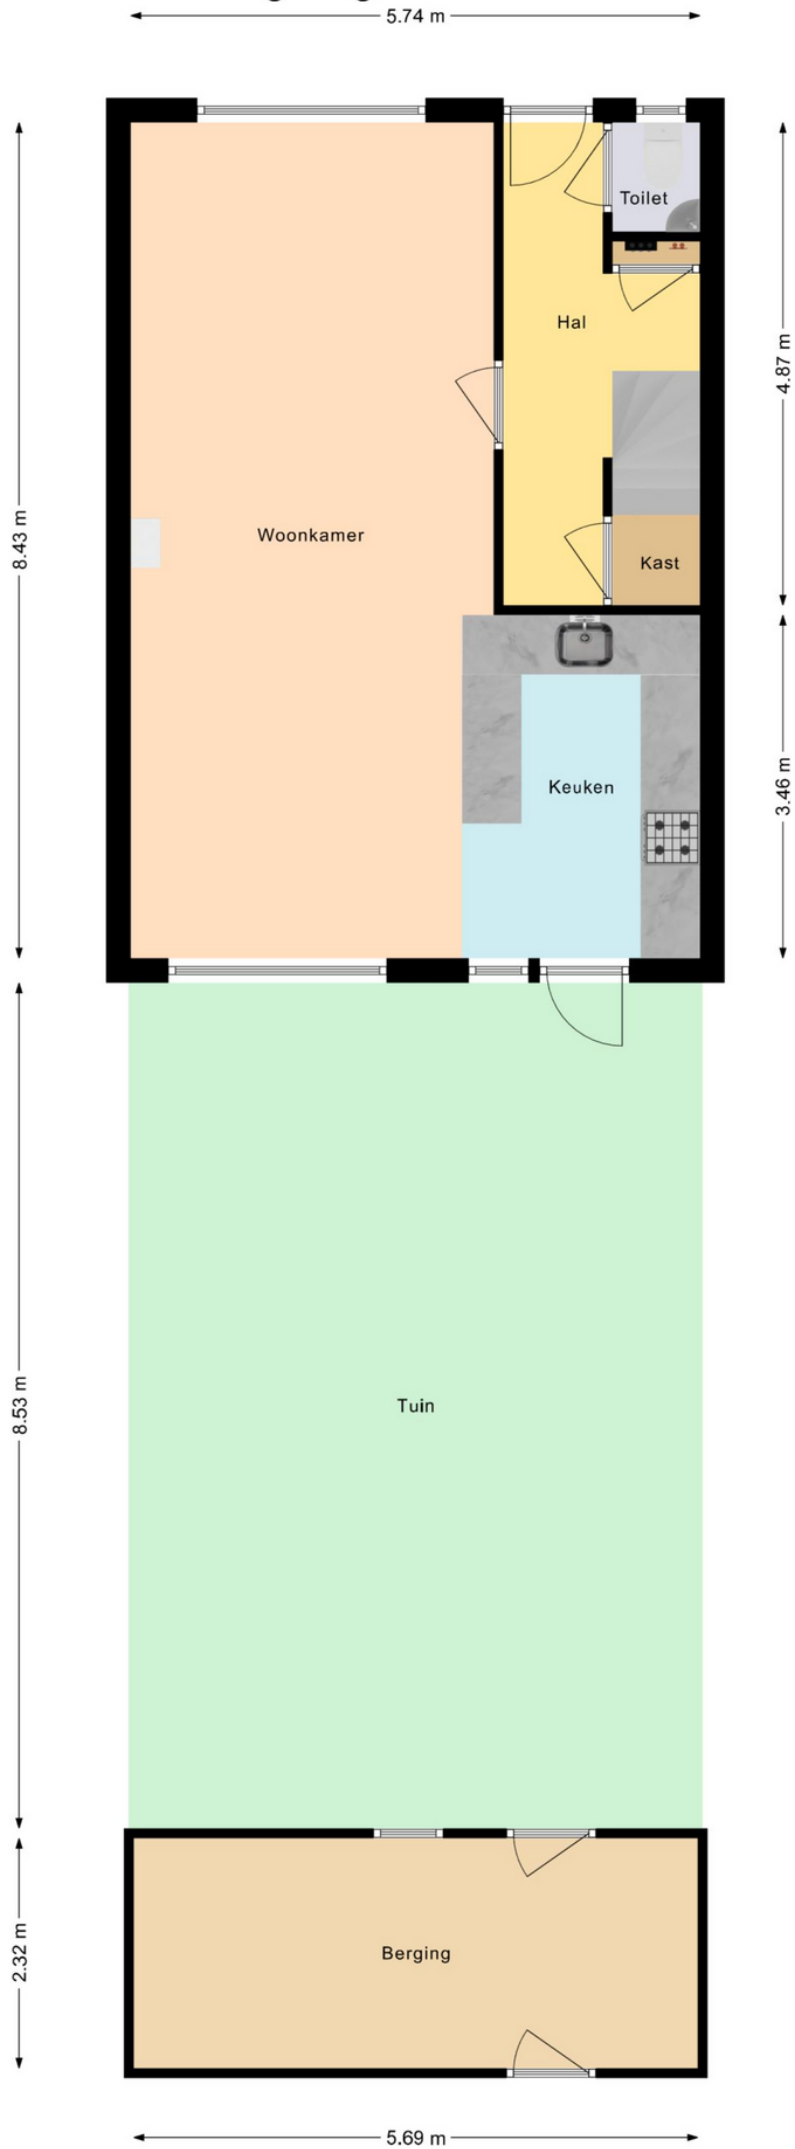 5.74 m
Toilet
Hal
4.87 m
8.43 m
Woonkamer
Kast
Keuken
3.46 m
8.53 m
Tuin
2.32 m
Berging
5.69 m